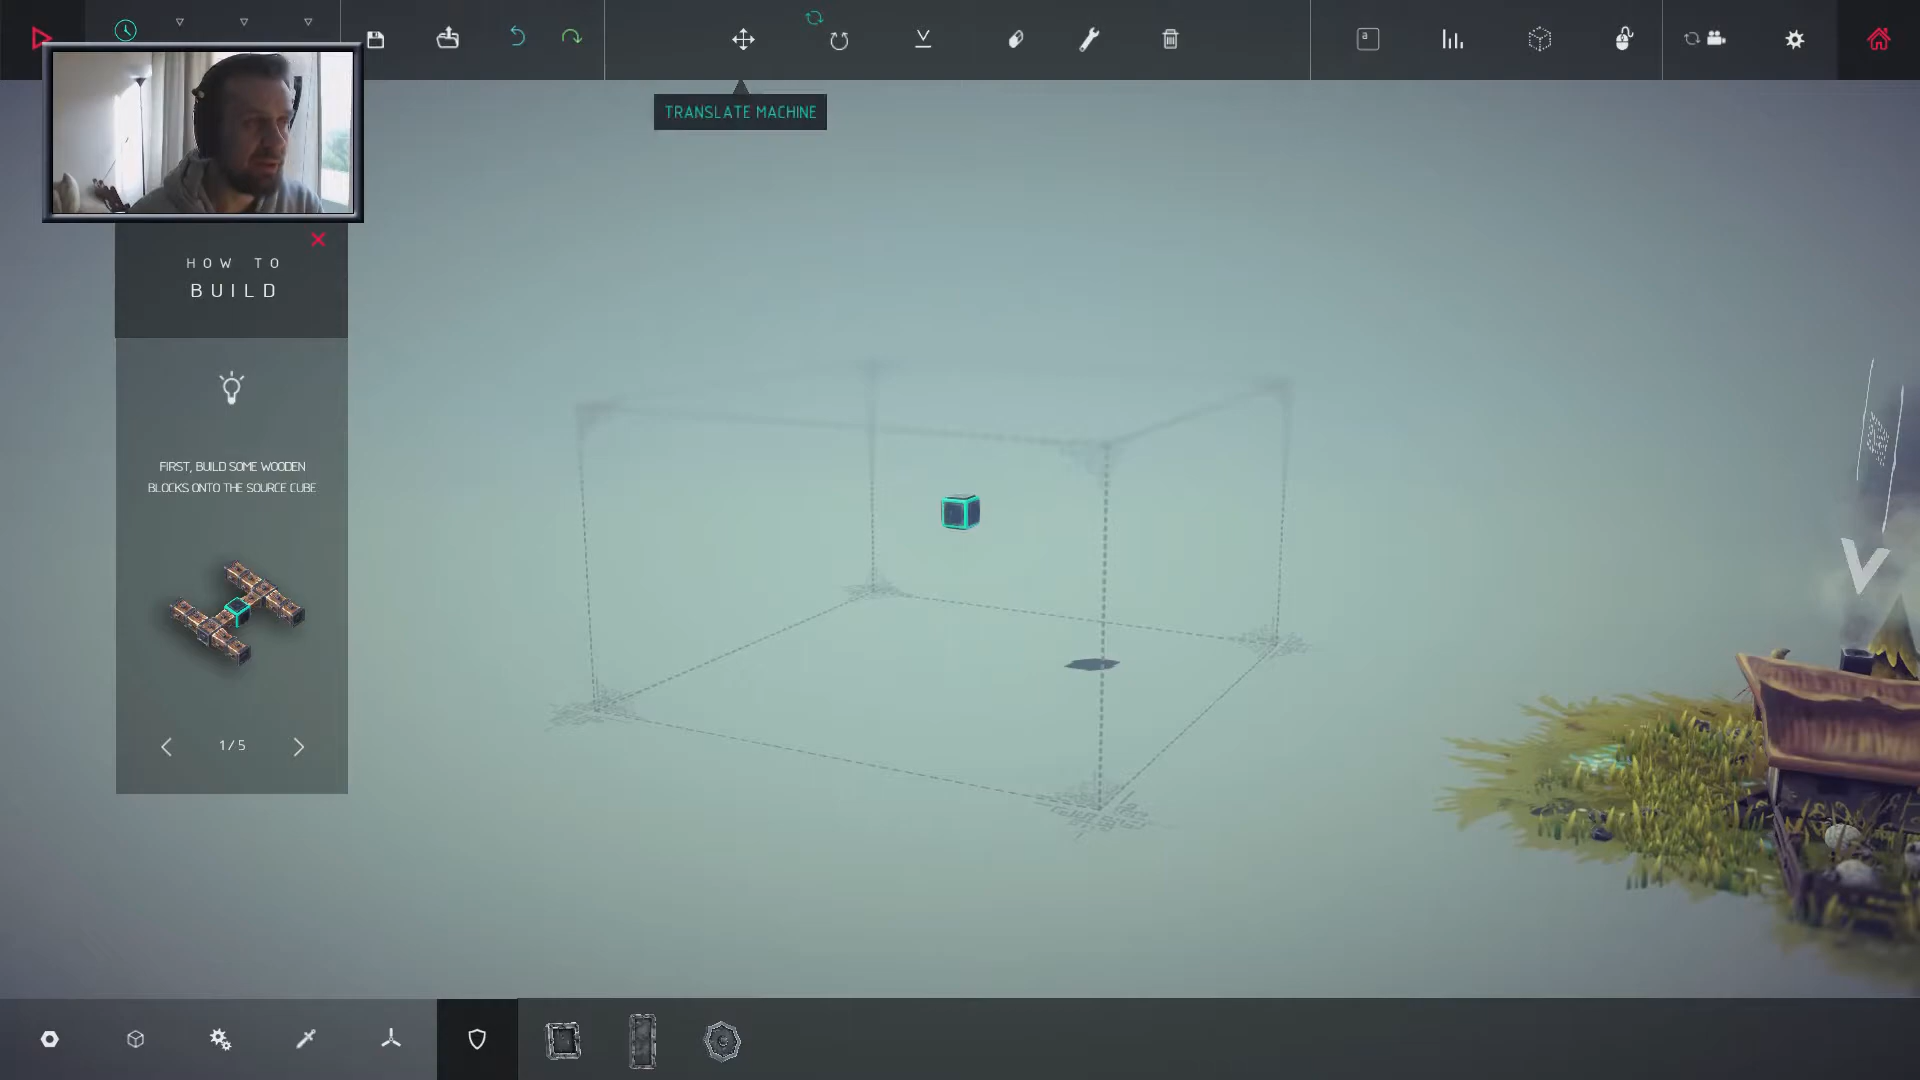 TRANSLATE MACHINE
HOW TO
BUILD
FIRST, BUILD SOME WOODEN
BLOCKS ONTO THE SOURCE CUBE
1/5
a